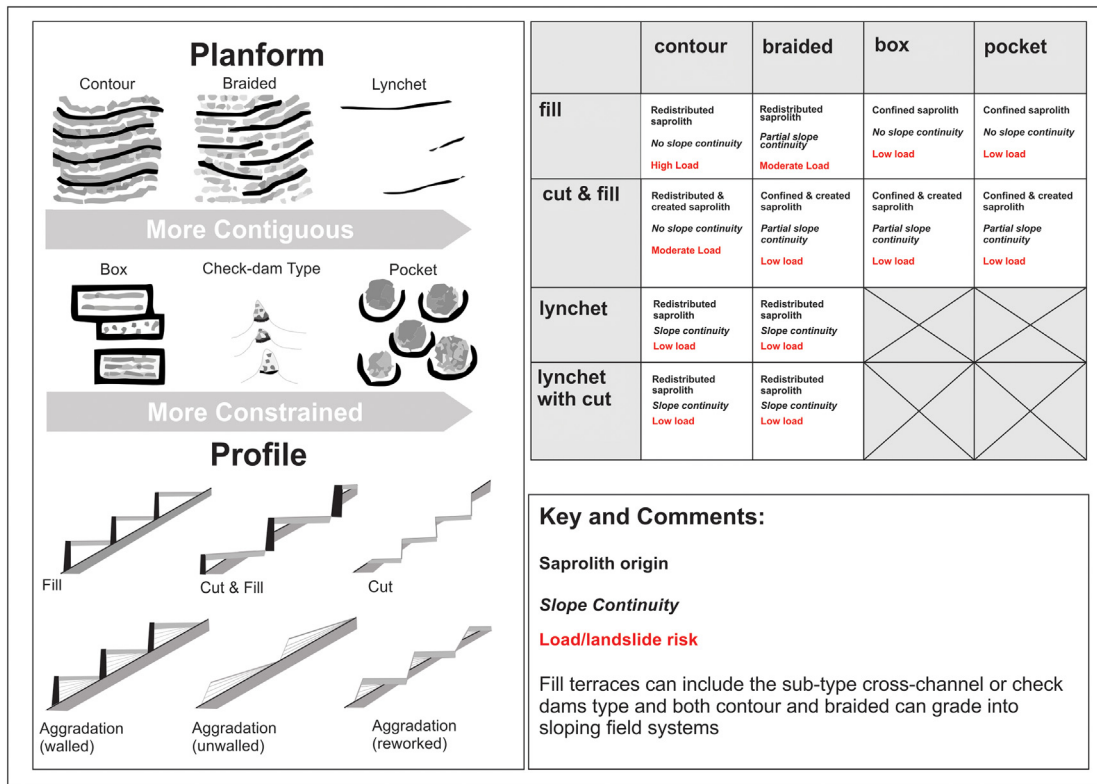 Planform
Contour
Braided
Lynchet
More Contiguous
Box
Check-dam Type
Pocket
More Constrained
Profile
Fill
Cut & Fill
Cut
Aggradation
(walled)
Aggradation
(unwalled)
Aggradation
(reworked)
contour
braided
box
pocket
fill
Redistributed
saprolith
No slope continuity
High Load
Redistributed
saprolith
Partial slope
continuity
Moderate Load
Confined saprolith
No slope continuity
Low load
Confined saprolith
No slope continuity
Low load
cut & fill
Redistributed &
created saprolith
No slope continuity
Moderate Load
Confined & created
saprolith
Partial slope
continuity
Low load
Confined & created
saprolith
Partial slope
continuity
Low load
Confined & created
saprolith
Partial slope
continuity
Low load
lynchet
Redistributed
saprolith
Slope continuity
Low load
Redistributed
saprolith
Slope continuity
Low load
lynchet
with cut
Redistributed
saprolith
Slope continuity
Low load
Redistributed
saprolith
Slope continuity
Low load
Key and Comments:
Saprolith origin
Slope Continuity
Load/landslide risk
Fill terraces can include the sub-type cross-channel or check
dams type and both contour and braided can grade into
sloping field systems